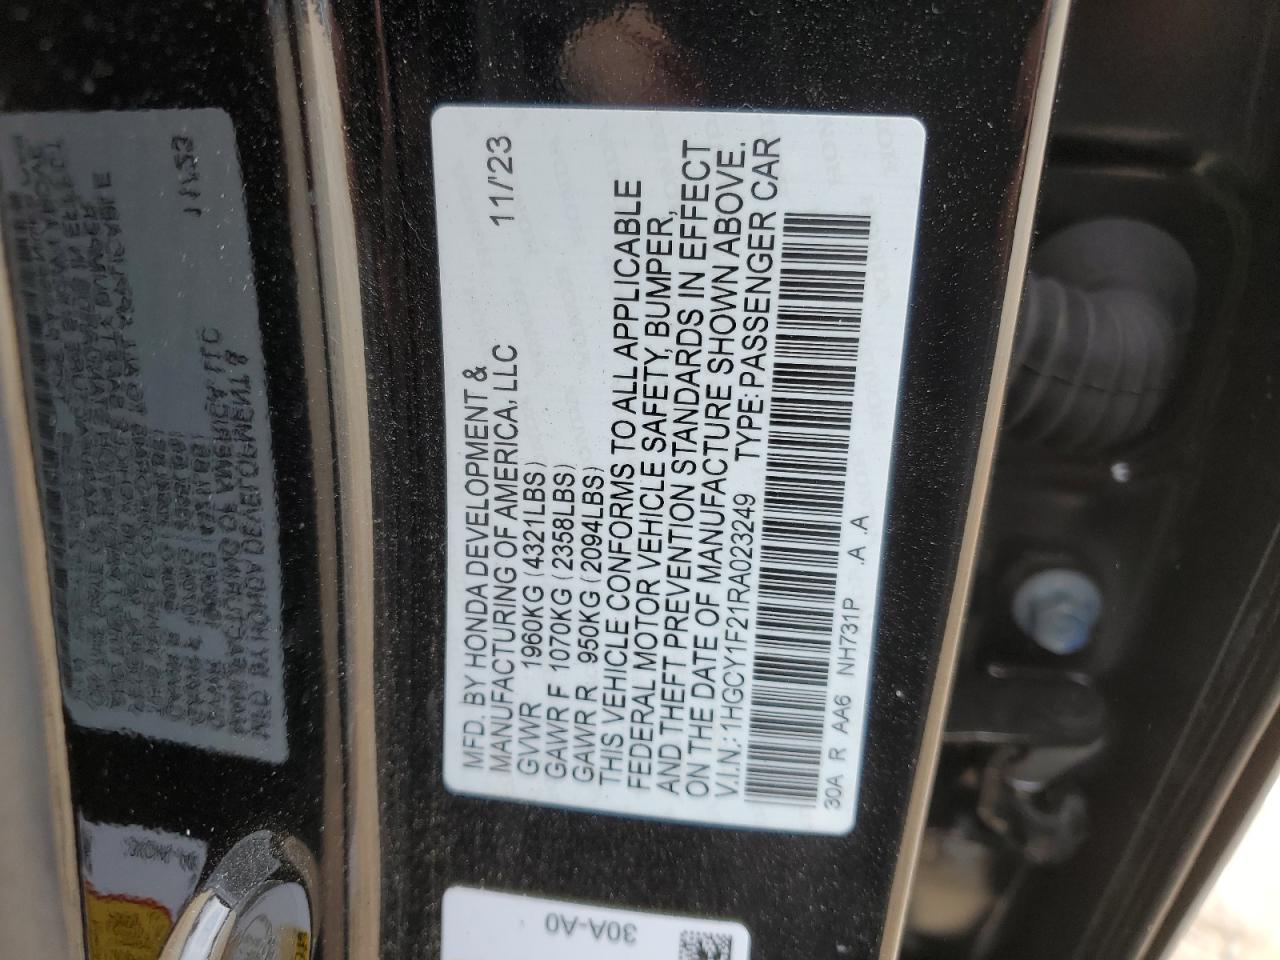 MFD. BY HONDA DEVELOPMENT &
MANUFACTURING OF AMERICA, LLC 11/'23
GVWR 1960KG (4321LBS)
GAWR F 1070KG (2358LBS)
GAWR R 950KG (2094LBS)
THIS VEHICLE CONFORMS TO ALL APPLICABLE
FEDERAL MOTOR VEHICLE SAFETY, BUMPER,
AND THEFT PREVENTION STANDARDS IN EFFECT
ON THE DATE OF MANUFACTURE SHOWN ABOVE.
V.I.N.: 1HGCY1F21RA023249 TYPE: PASSENGER CAR
30A R AA6 NH731P .A .A
30A-A0